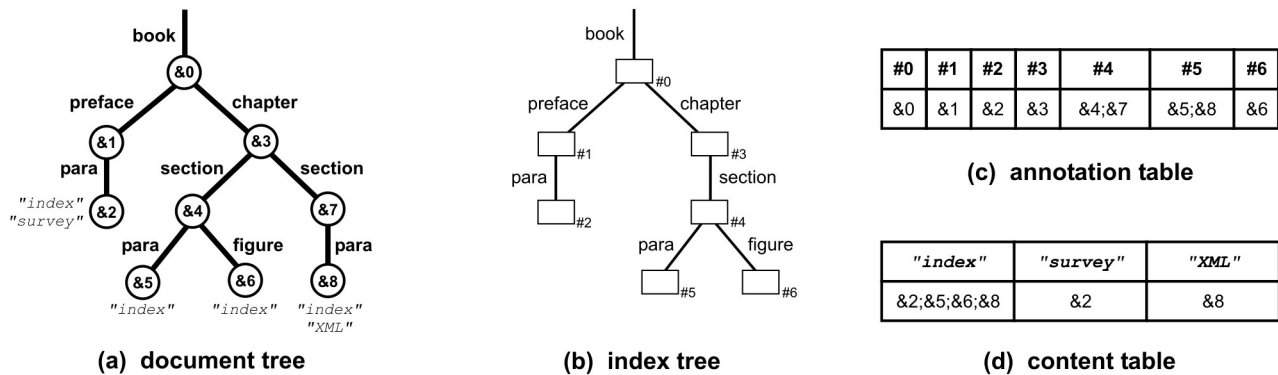 book
&0
preface
chapter
&1
&3
para
section
section
"index"
"survey"
&2
&4
&7
para
figure
para
&5
&6
&8
"index"
"index"
"index"
"XML"
(a) document tree
book
#0
preface
chapter
#1
#3
para
section
#2
#4
para
figure
#5
#6
(b) index tree
#0 #1 #2 #3 #4 #5 #6
&0 &1 &2 &3 &4;&7 &5;&8 &6
(c) annotation table
"index" "survey" "XML"
&2;&5;&6;&8 &2 &8
(d) content table